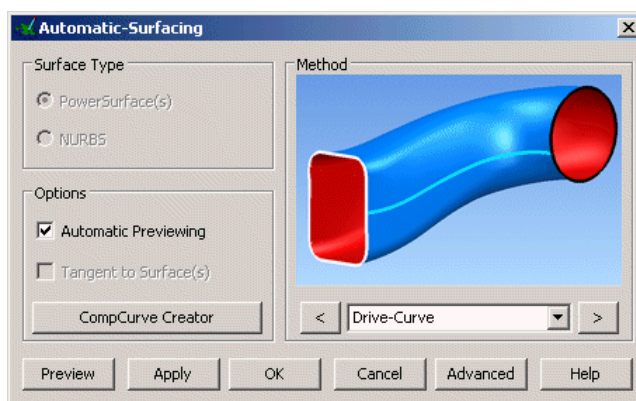 Automatic-Surfacing
Surface Type
PowerSurface(s)
NURBS
Options
Automatic Previewing
Tangent to Surface(s)
CompCurve Creator
Method
< Drive-Curve >
Preview Apply OK Cancel Advanced Help